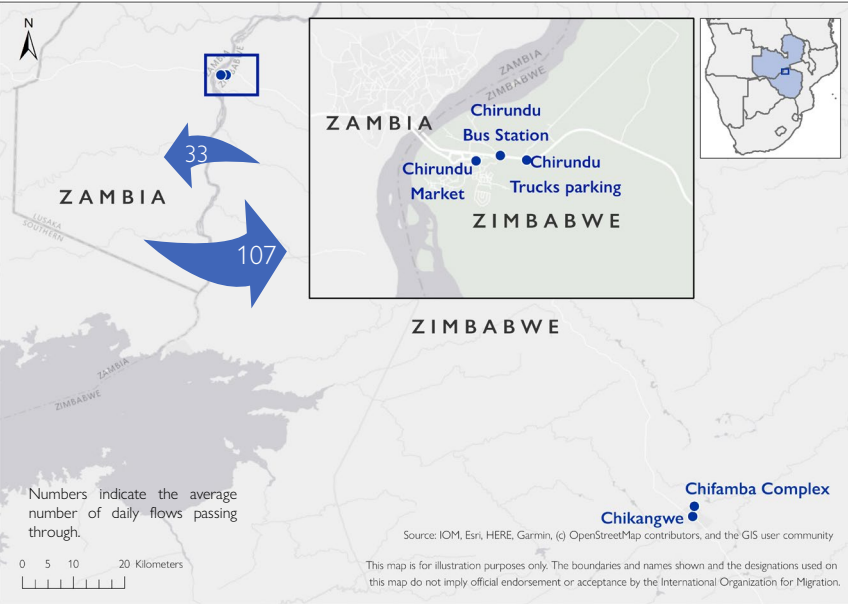 N
ZAMBIA
ZIMBABWE
ZAMBIA
ZIMBABWE
ZAMBIA
Chirundu
Bus Station
Chirundu
Market
Chirundu
Trucks parking
ZIMBABWE
33
ZAMBIA
107
LUSAKA
SOUTHERN
ZIMBABWE
ZAMBIA
ZIMBABWE
Chifamba Complex
Chikangwe
Numbers indicate the average
number of daily flows passing
through.
Source: IOM, Esri, HERE, Garmin, (c) OpenStreetMap contributors, and the GIS user community
0 5 10 20 Kilometers
This map is for illustration purposes only. The boundaries and names shown and the designations used on
this map do not imply official endorsement or acceptance by the International Organization for Migration.